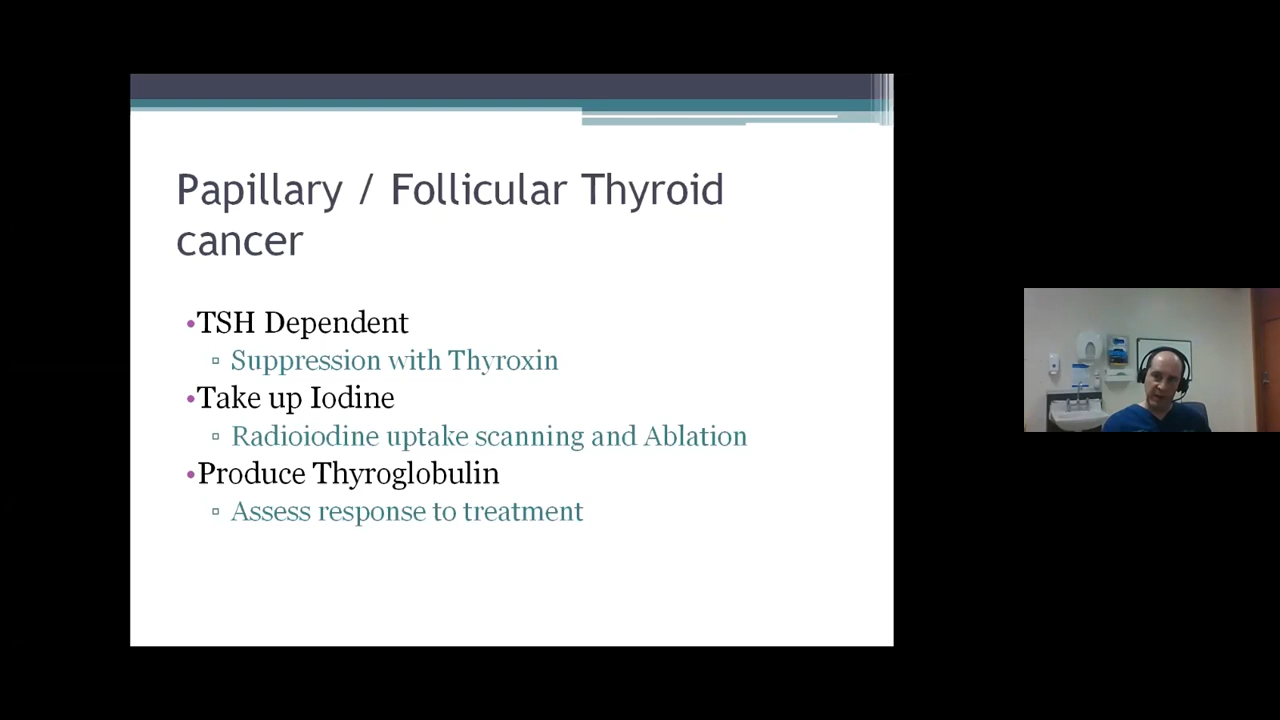 Papillary / Follicular Thyroid
cancer
•TSH Dependent
▫ Suppression with Thyroxin
•Take up Iodine
▫ Radioiodine uptake scanning and Ablation
•Produce Thyroglobulin
▫ Assess response to treatment